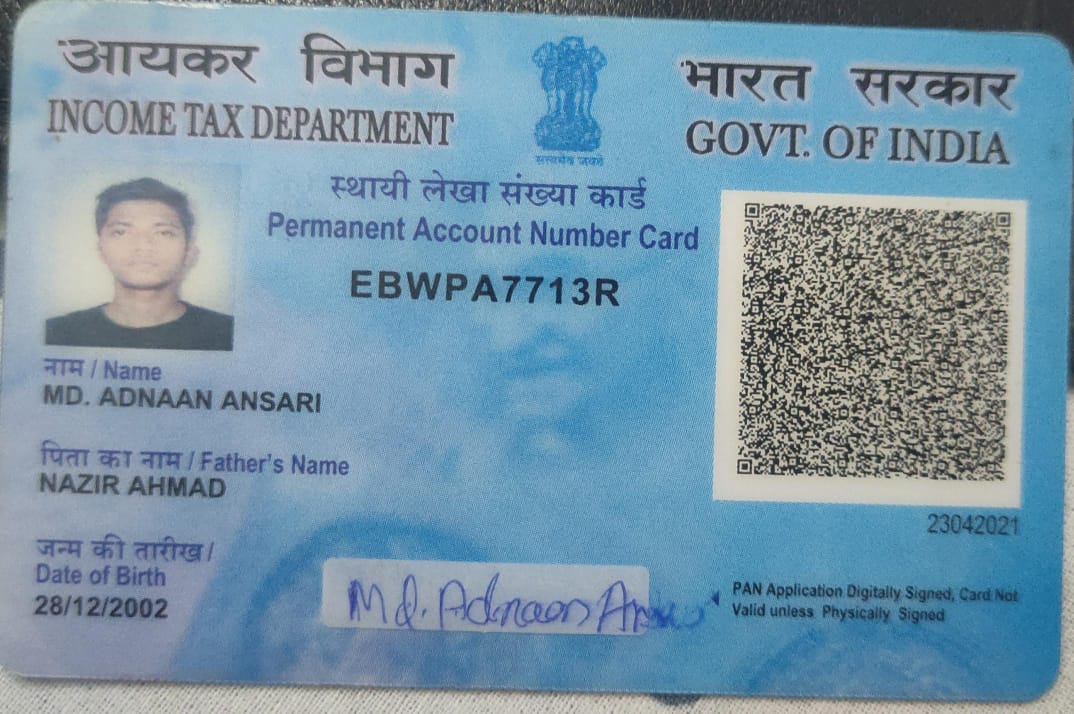 आयकर विभाग
INCOME TAX DEPARTMENT
सत्यमेव जयते
भारत सरकार
GOVT. OF INDIA
स्थायी लेखा संख्या कार्ड
Permanent Account Number Card
EBWPA7713R
नाम / Name
MD. ADNAAN ANSARI
पिता का नाम / Father's Name
NAZIR AHMAD
23042021
जन्म की तारीख /
Date of Birth
28/12/2002
Md. Adnaan
PAN Application Digitally Signed, Card Not
Valid unless Physically Signed